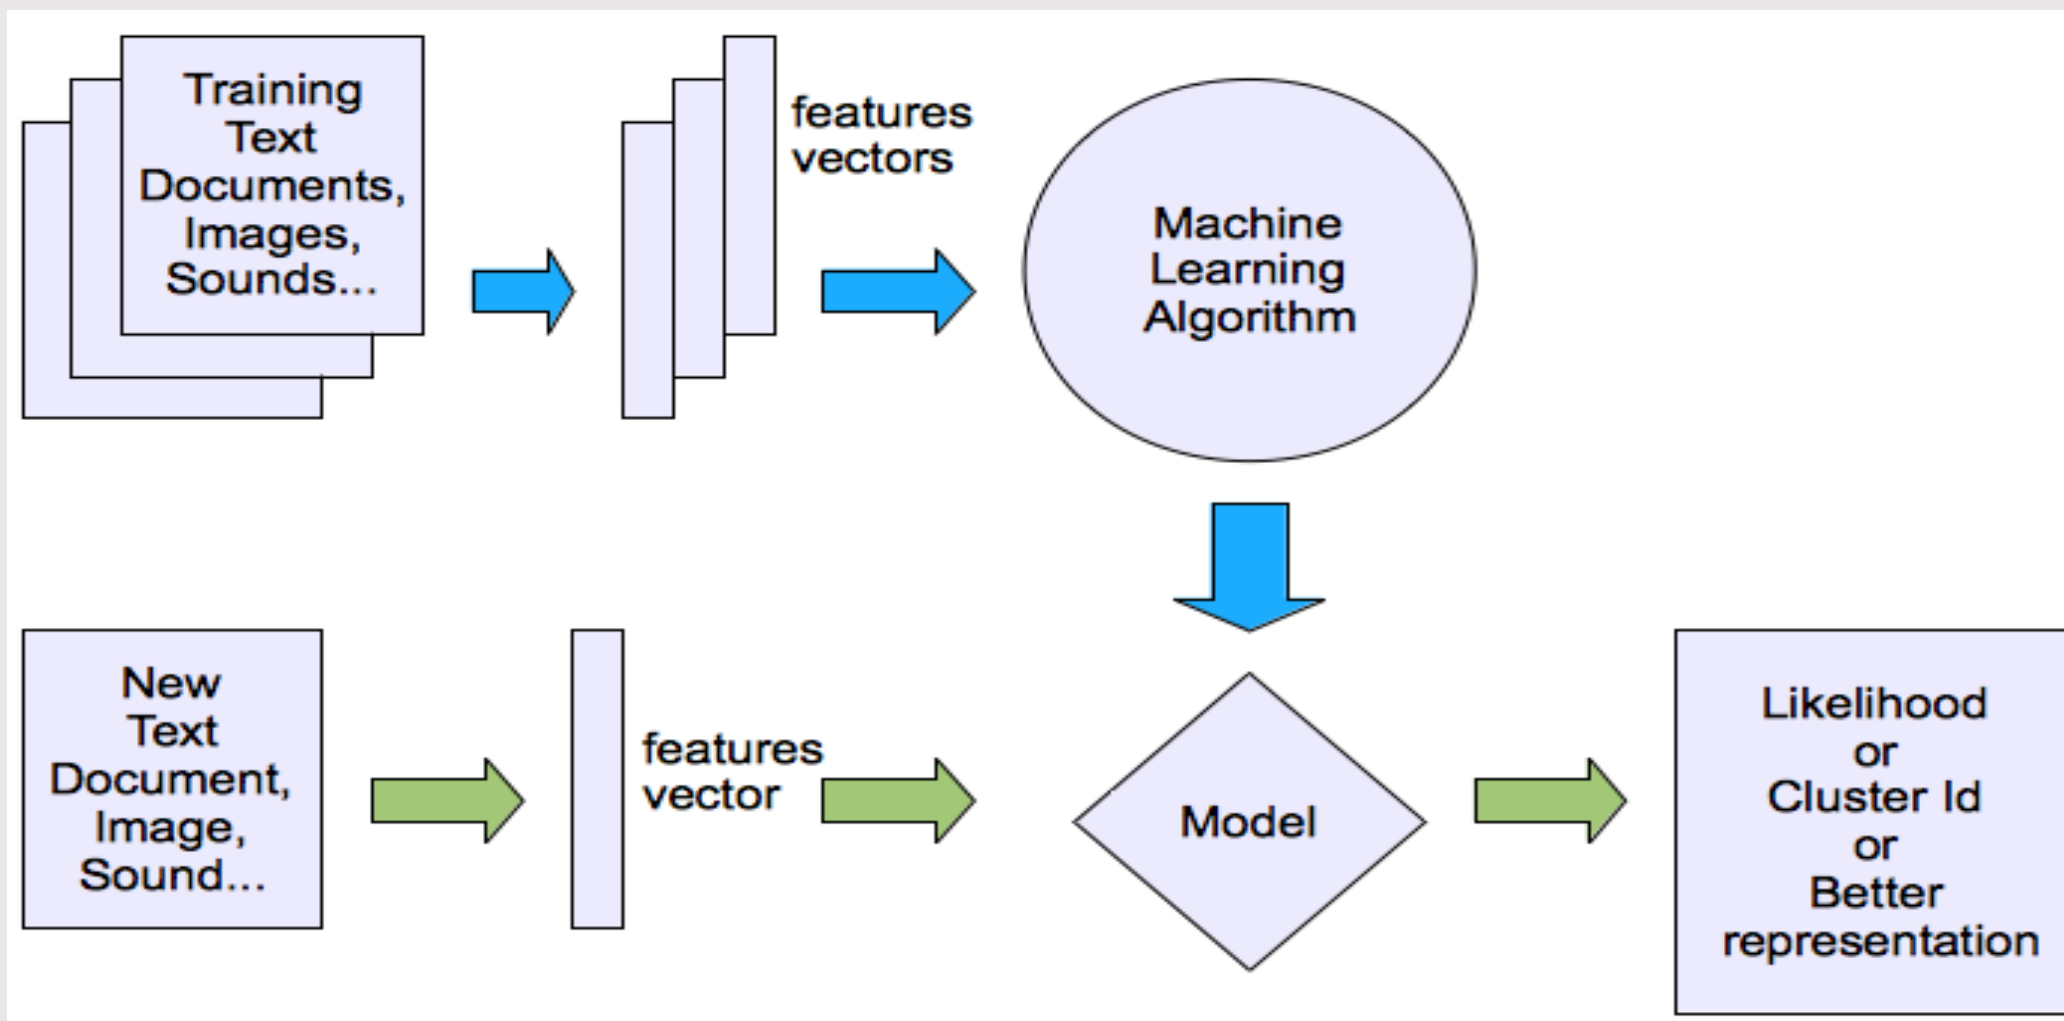 Training
Text
Documents,
Images,
Sounds...
features
vectors
Machine
Learning
Algorithm
New
Text
Document,
Image,
Sound...
features
vector
Model
Likelihood
or
Cluster Id
or
Better
representation